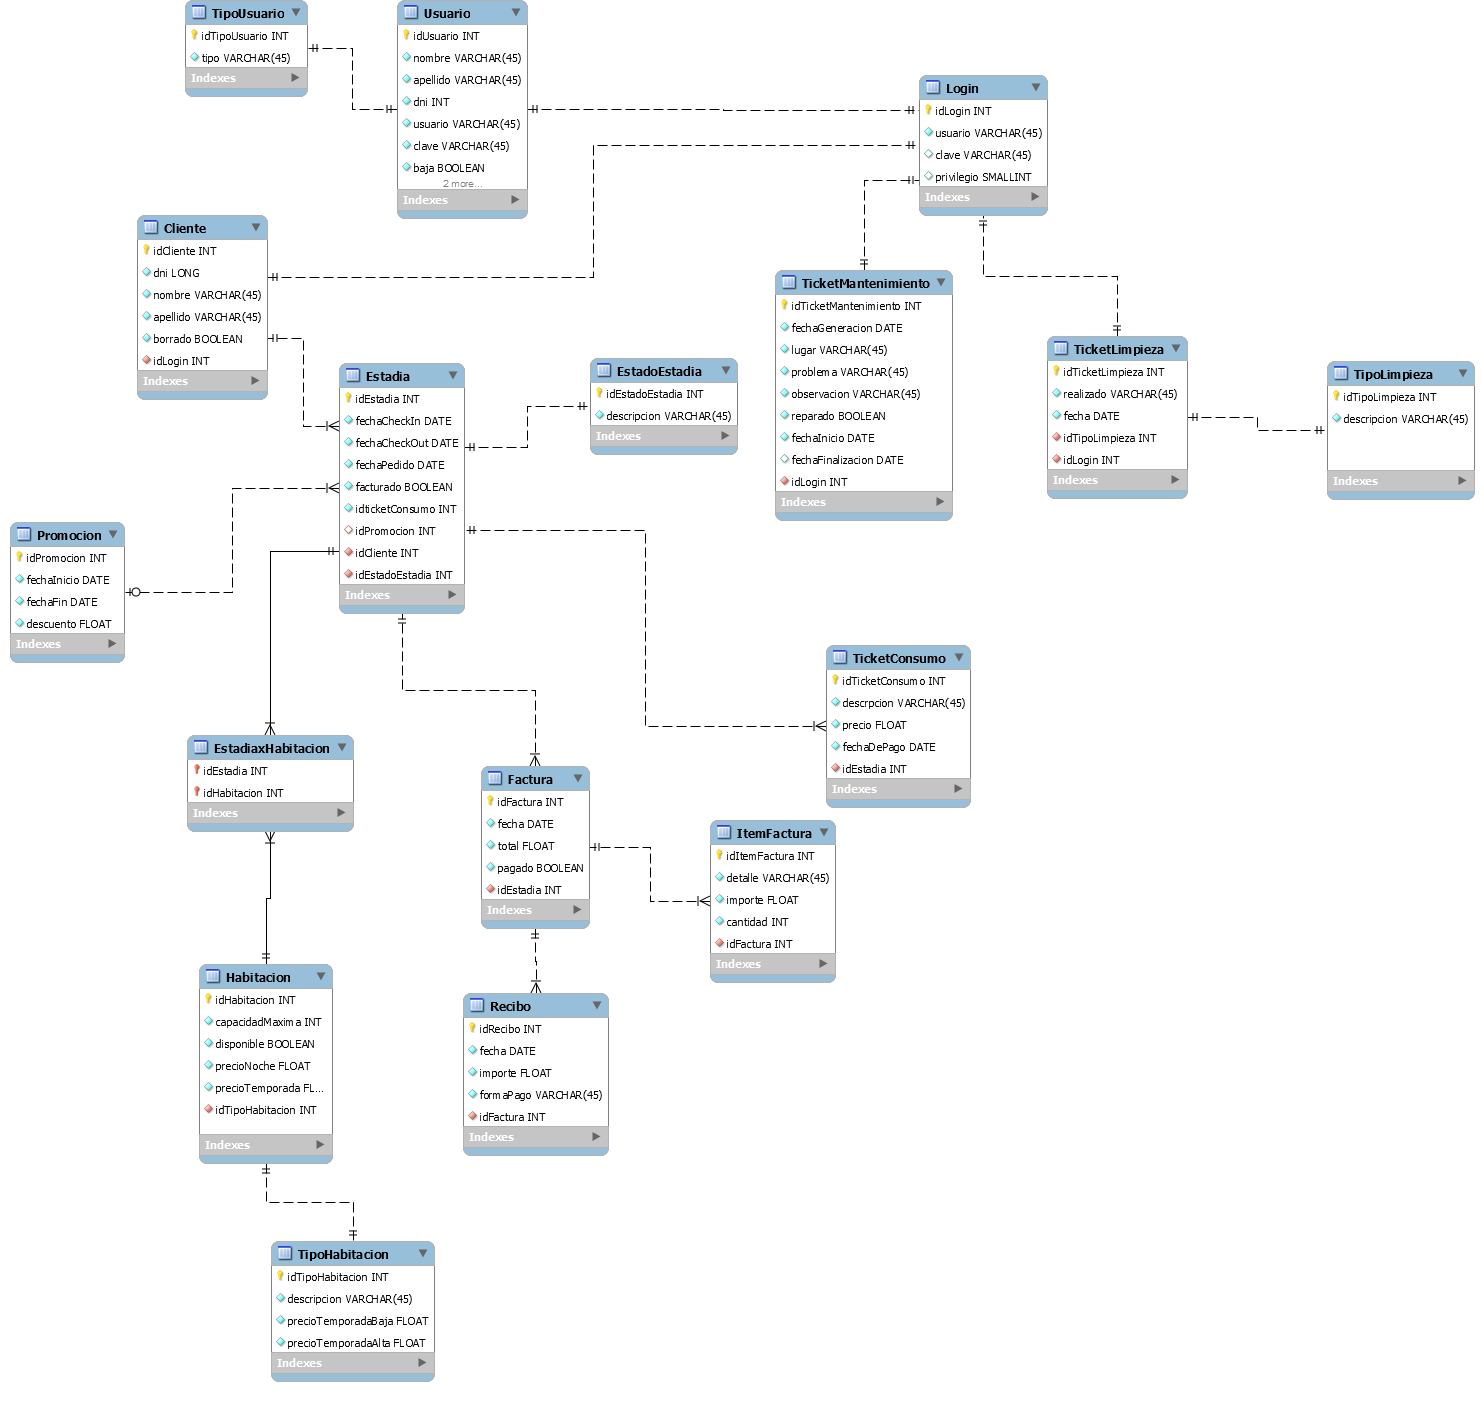 TipoUsuario
idTipoUsuario INT
tipo VARCHAR(45)
Indexes
Usuario
idUsuario INT
nombre VARCHAR(45)
apellido VARCHAR(45)
dni INT
usuario VARCHAR(45)
clave VARCHAR(45)
baja BOOLEAN
2 more...
Indexes
Login
idLogin INT
usuario VARCHAR(45)
clave VARCHAR(45)
privilegio SMALLINT
Indexes
Cliente
idCliente INT
dni LONG
nombre VARCHAR(45)
apellido VARCHAR(45)
borrado BOOLEAN
idLogin INT
Indexes
TicketMantenimiento
idTicketMantenimiento INT
fechaGeneracion DATE
lugar VARCHAR(45)
problema VARCHAR(45)
observacion VARCHAR(45)
reparado BOOLEAN
fechaInicio DATE
fechaFinalizacion DATE
idLogin INT
Indexes
TicketLimpieza
idTicketLimpieza INT
realizado VARCHAR(45)
fecha DATE
idTipoLimpieza INT
idLogin INT
Indexes
TipoLimpieza
idTipoLimpieza INT
descripcion VARCHAR(45)
Indexes
Estadia
idEstadia INT
fechaCheckIn DATE
fechaCheckOut DATE
fechaPedido DATE
facturado BOOLEAN
idticketConsumo INT
idPromocion INT
idCliente INT
idEstadoEstadia INT
Indexes
EstadoEstadia
idEstadoEstadia INT
descripcion VARCHAR(45)
Indexes
Promocion
idPromocion INT
fechaInicio DATE
fechaFin DATE
descuento FLOAT
Indexes
TicketConsumo
idTicketConsumo INT
descrpcion VARCHAR(45)
precio FLOAT
fechaDePago DATE
idEstadia INT
Indexes
EstadiaxHabitacion
idEstadia INT
idHabitacion INT
Indexes
Factura
idFactura INT
fecha DATE
total FLOAT
pagado BOOLEAN
idEstadia INT
Indexes
ItemFactura
idItemFactura INT
detalle VARCHAR(45)
importe FLOAT
cantidad INT
idFactura INT
Indexes
Habitacion
idHabitacion INT
capacidadMaxima INT
disponible BOOLEAN
precioNoche FLOAT
precioTemporada FL...
idTipoHabitacion INT
Indexes
Recibo
idRecibo INT
fecha DATE
importe FLOAT
formaPago VARCHAR(45)
idFactura INT
Indexes
TipoHabitacion
idTipoHabitacion INT
descripcion VARCHAR(45)
precioTemporadaBaja FLOAT
precioTemporadaAlta FLOAT
Indexes